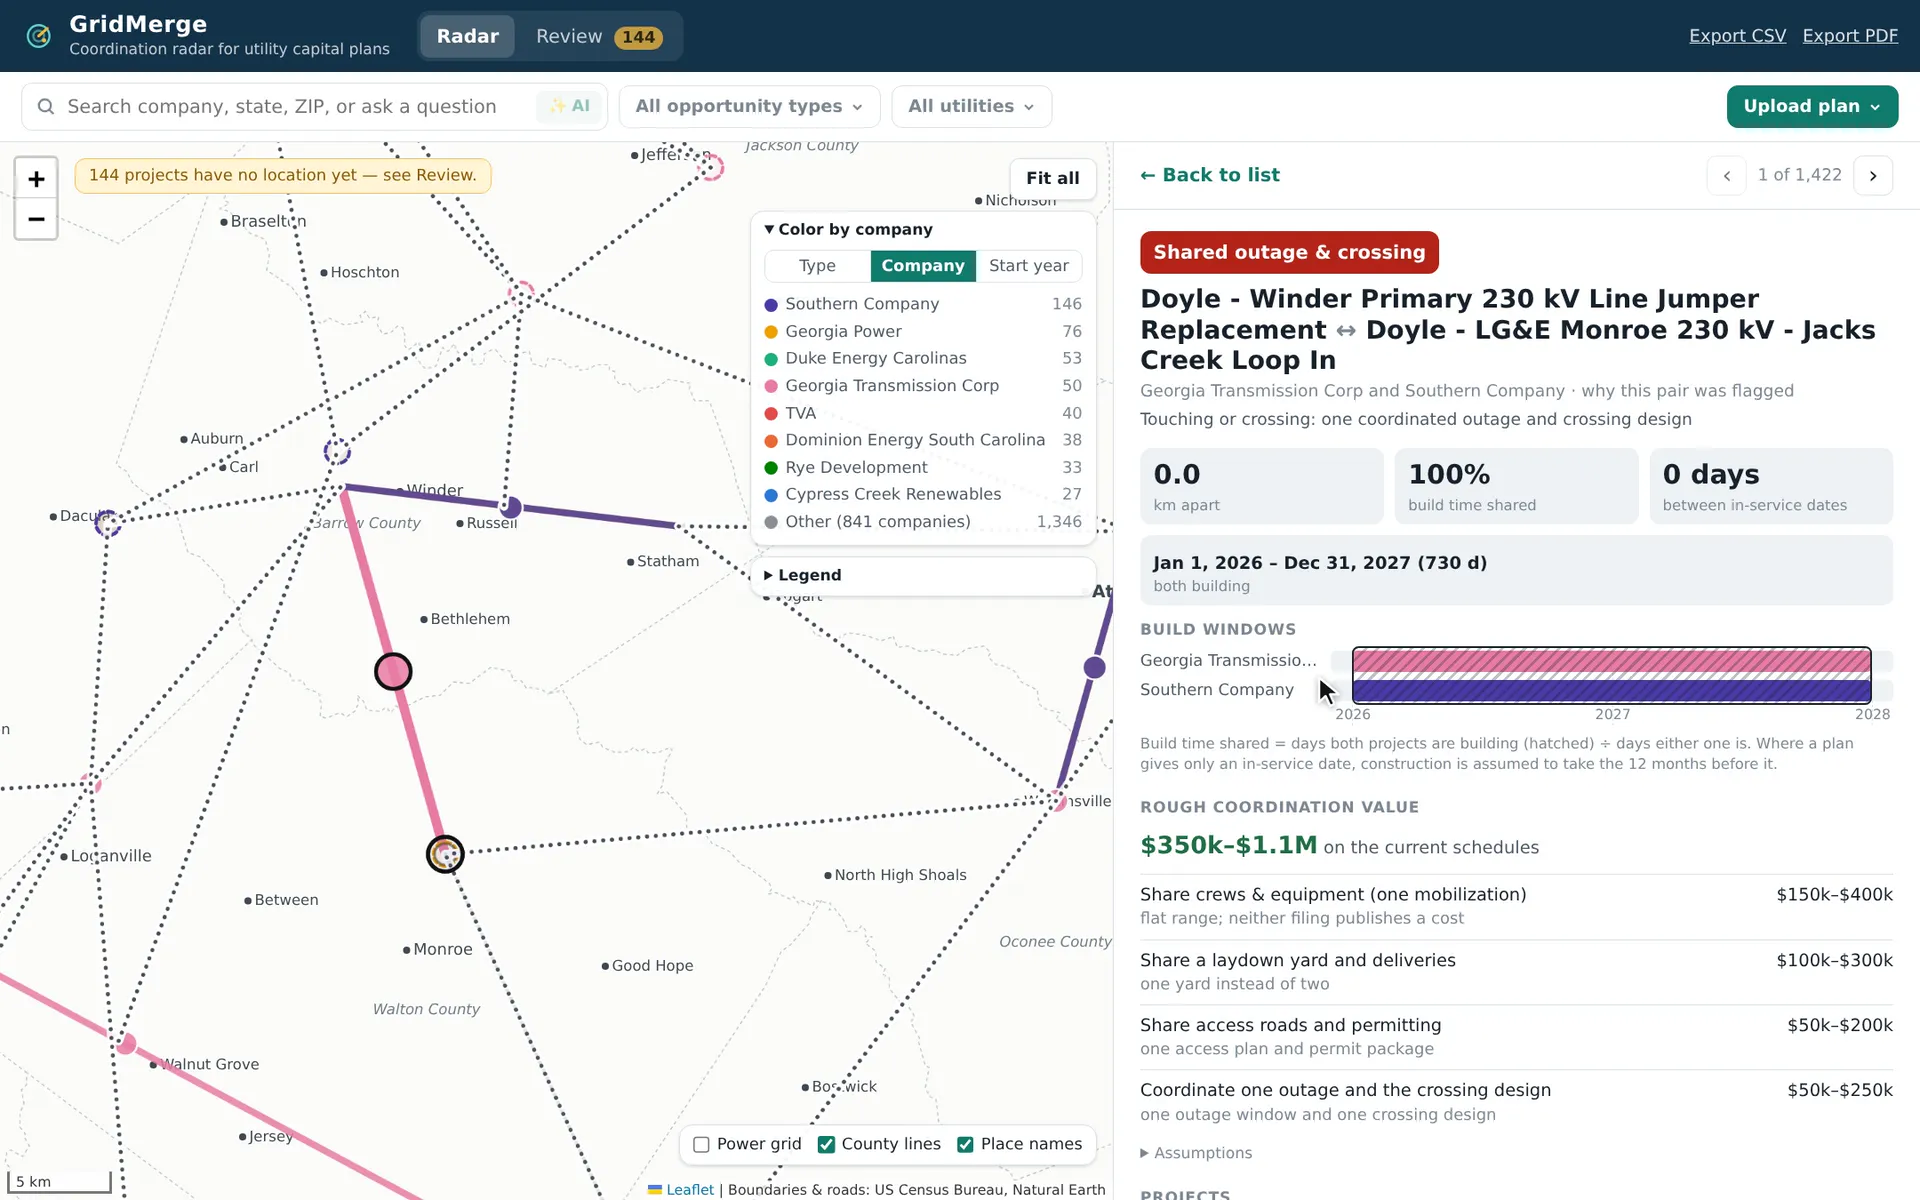 GridMerge
Coordination radar for utility capital plans
Radar
Review 144
Export CSV
Export PDF
Search company, state, ZIP, or ask a question
✨ AI
All opportunity types
All utilities
Upload plan
144 projects have no location yet — see Review.
+
−
Fit all
Jackson County
Nicholson
Braselton
Hoschton
Auburn
Carl
Winder
Barrow County
Russell
Statham
Bethlehem
Loganville
Between
Monroe
North High Shoals
Good Hope
Oconee County
Walton County
Walnut Grove
Jersey
5 km
▼ Color by company
Type
Company
Start year
Southern Company 146
Georgia Power 76
Duke Energy Carolinas 53
Georgia Transmission Corp 50
TVA 40
Dominion Energy South Carolina 38
Rye Development 33
Cypress Creek Renewables 27
Other (841 companies) 1,346
▶ Legend
Power grid
County lines
Place names
Leaflet | Boundaries & roads: US Census Bureau, Natural Earth
← Back to list
‹ 1 of 1,422 ›
Shared outage & crossing
Doyle - Winder Primary 230 kV Line Jumper
Replacement ↔ Doyle - LG&E Monroe 230 kV - Jacks
Creek Loop In
Georgia Transmission Corp and Southern Company · why this pair was flagged
Touching or crossing: one coordinated outage and crossing design
0.0
km apart
100%
build time shared
0 days
between in-service dates
Jan 1, 2026 – Dec 31, 2027 (730 d)
both building
BUILD WINDOWS
Georgia Transmissio...
Southern Company
2026
2027
2028
Build time shared = days both projects are building (hatched) ÷ days either one is. Where a plan
gives only an in-service date, construction is assumed to take the 12 months before it.
ROUGH COORDINATION VALUE
$350k–$1.1M on the current schedules
Share crews & equipment (one mobilization) $150k–$400k
flat range; neither filing publishes a cost
Share a laydown yard and deliveries $100k–$300k
one yard instead of two
Share access roads and permitting $50k–$200k
one access plan and permit package
Coordinate one outage and the crossing design $50k–$250k
one outage window and one crossing design
▶ Assumptions
PROJECTS